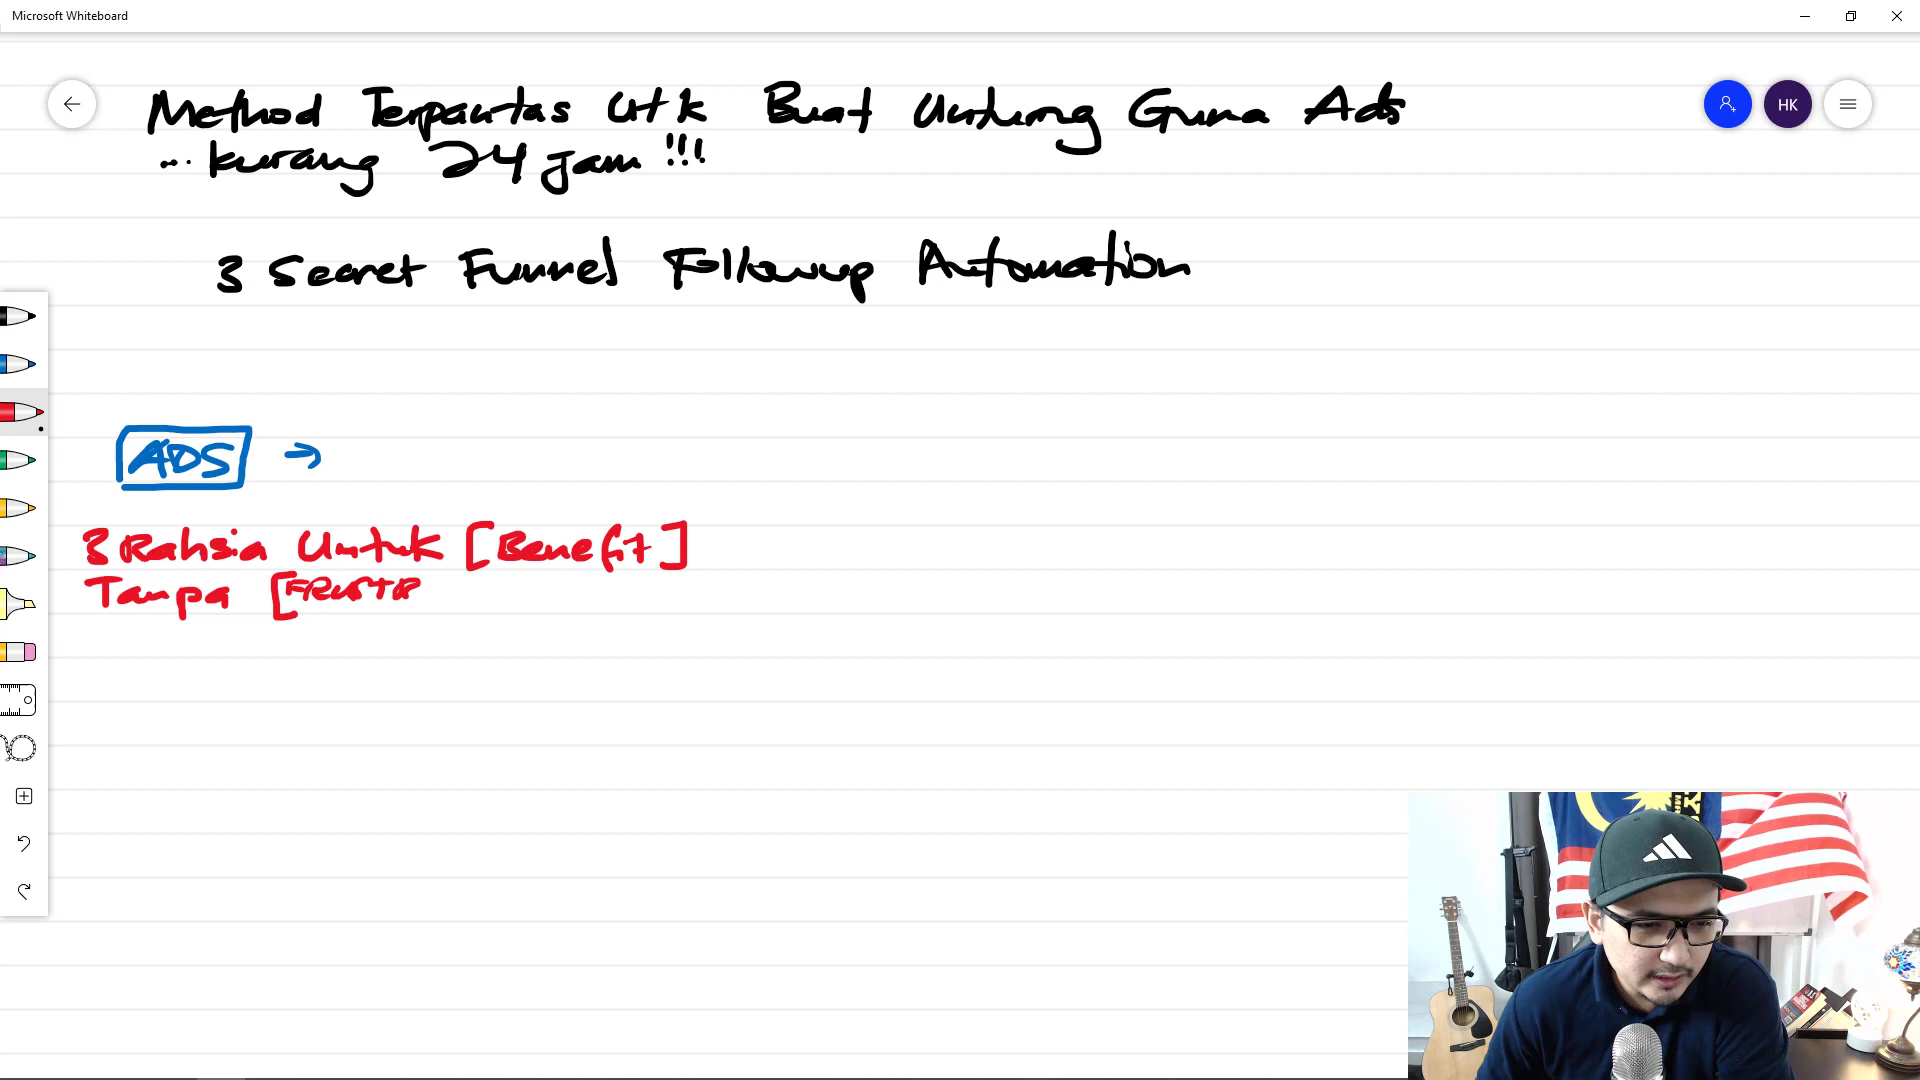 Microsoft Whiteboard
Method Terpantas Utk Buat Untung Guna Ads
... kurang 24 jam !!!
HK
3 Secret Funnel Followup Automation
ADS →
3 Rahsia Untuk [Benefit]
Tanpa [FRUSTR